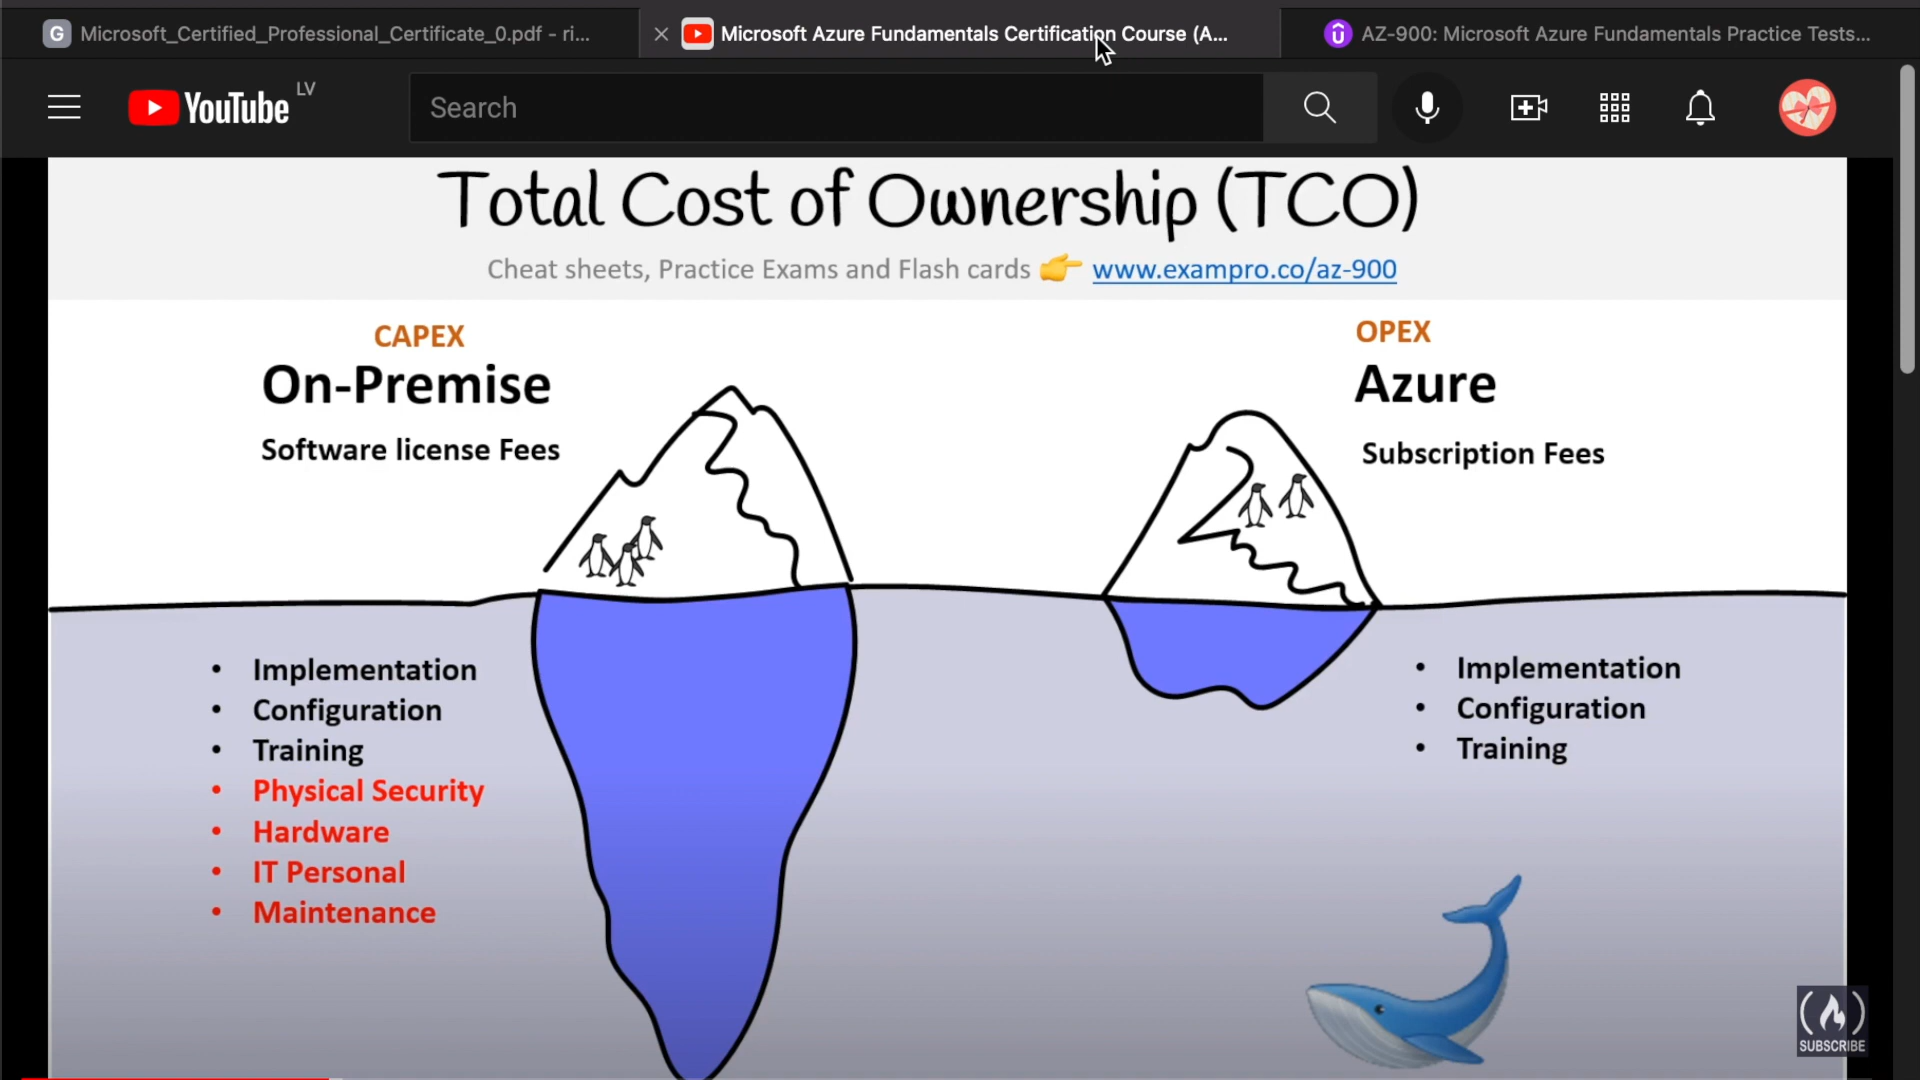 G Microsoft_Certified_Professional_Certificate_0.pdf - ri...
Microsoft Azure Fundamentals Certification Course (A...
AZ-900: Microsoft Azure Fundamentals Practice Tests...
YouTube LV
Search
Total Cost of Ownership (TCO)
Cheat sheets, Practice Exams and Flash cards 👉 www.exampro.co/az-900
CAPEX
On-Premise
Software license Fees
OPEX
Azure
Subscription Fees
• Implementation
• Configuration
• Training
• Physical Security
• Hardware
• IT Personal
• Maintenance
• Implementation
• Configuration
• Training
SUBSCRIBE